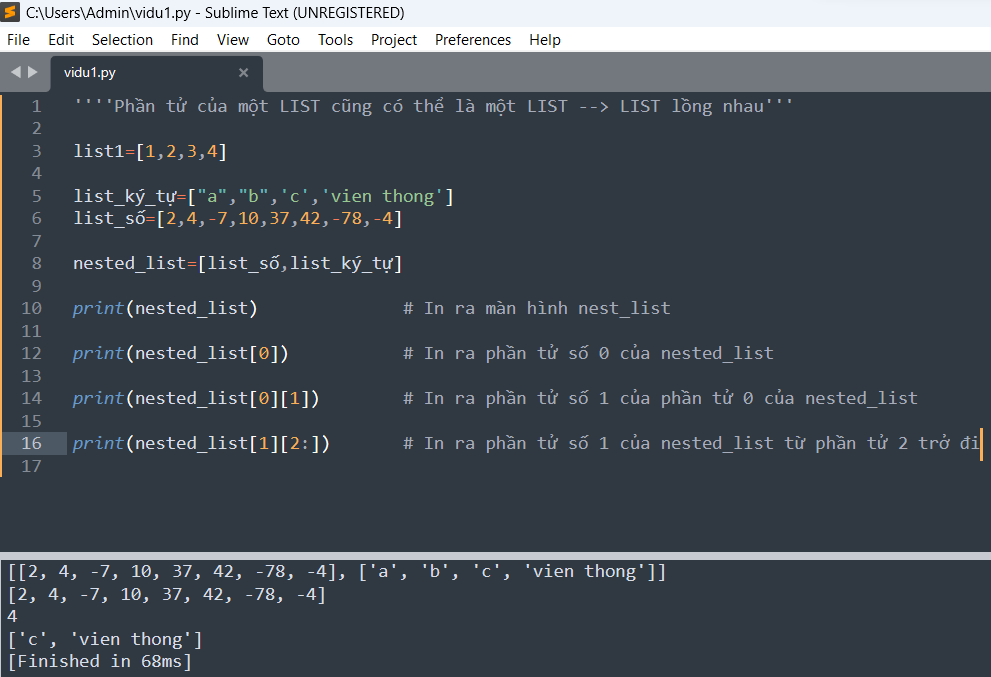 C:\Users\Admin\vidu1.py - Sublime Text (UNREGISTERED)
File Edit Selection Find View Goto Tools Project Preferences Help
vidu1.py ×
1 ''''Phần tử của một LIST cũng có thể là một LIST --> LIST lồng nhau'''
2
3 list1=[1,2,3,4]
4
5 list_ký_tự=["a","b",'c','vien thong']
6 list_số=[2,4,-7,10,37,42,-78,-4]
7
8 nested_list=[list_số,list_ký_tự]
9
10 print(nested_list) # In ra màn hình nest_list
11
12 print(nested_list[0]) # In ra phần tử số 0 của nested_list
13
14 print(nested_list[0][1]) # In ra phần tử số 1 của phần tử 0 của nested_list
15
16 print(nested_list[1][2:]) # In ra phần tử số 1 của nested_list từ phần tử 2 trở đi
17
[[2, 4, -7, 10, 37, 42, -78, -4], ['a', 'b', 'c', 'vien thong']]
[2, 4, -7, 10, 37, 42, -78, -4]
4
['c', 'vien thong']
[Finished in 68ms]